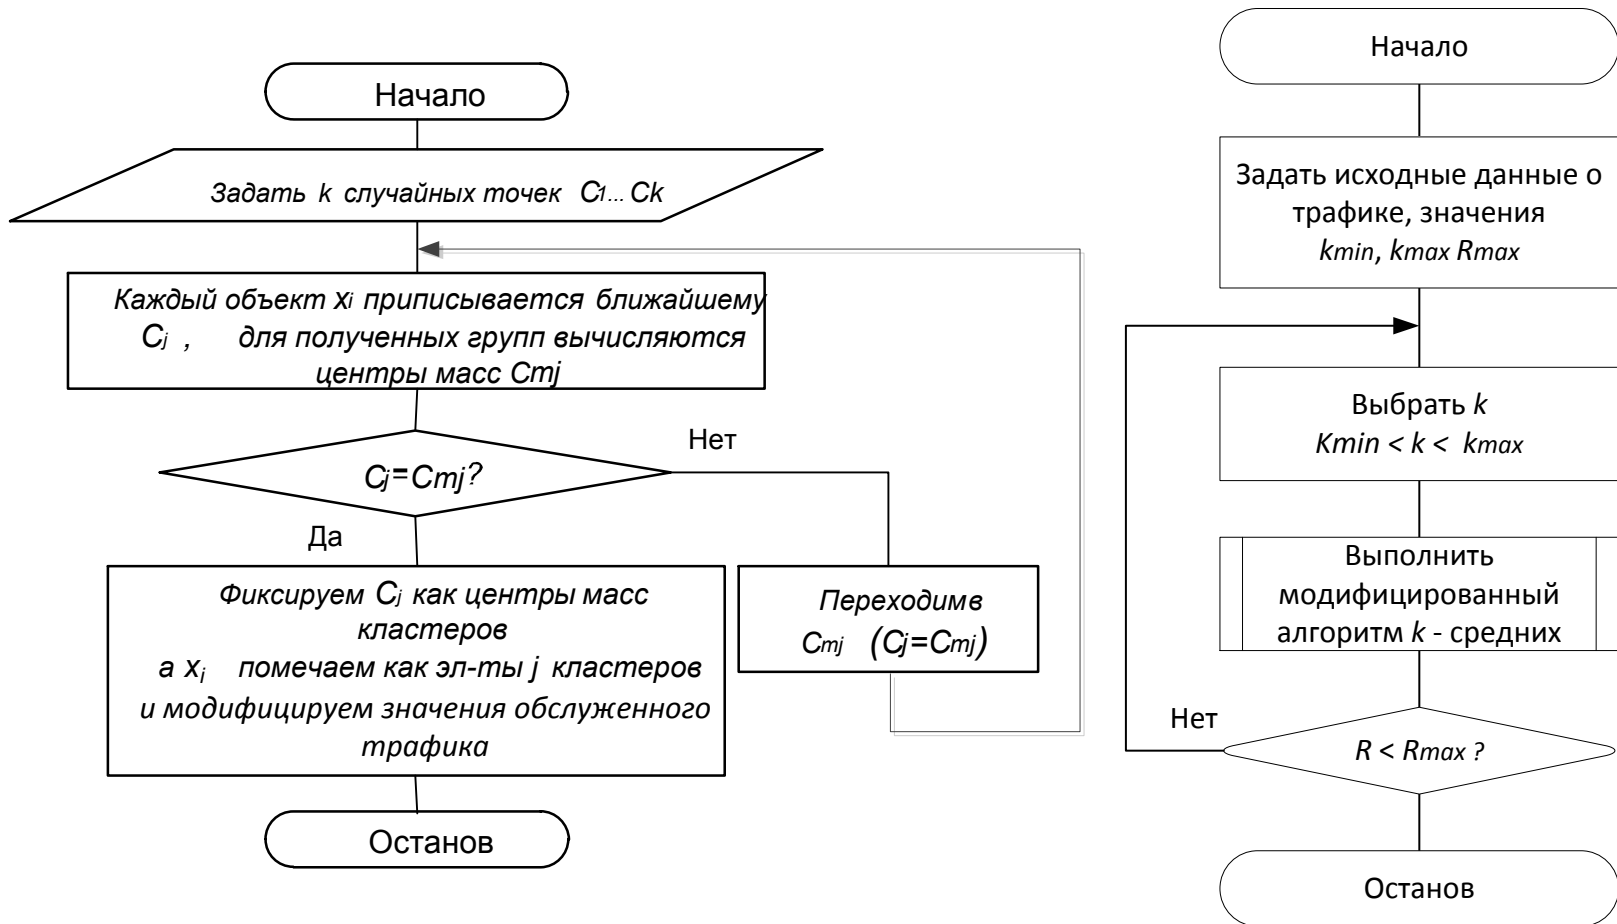 Начало
Задать k случайных точек C1... Ck
Каждый объект xi приписывается ближайшему
Cj , для полученных групп вычисляются
центры масс Cmj
Cj=Cmj?
Нет
Да
Фиксируем Cj как центры масс
кластеров
а xi помечаем как эл-ты j кластеров
и модифицируем значения обслуженного
трафика
Переходимв
Cmj (Cj=Cmj)
Останов
Начало
Задать исходные данные о
трафике, значения
kmin, kmax Rmax
Выбрать k
Kmin < k < kmax
Выполнить
модифицированный
алгоритм k - средних
Нет
R < Rmax ?
Останов